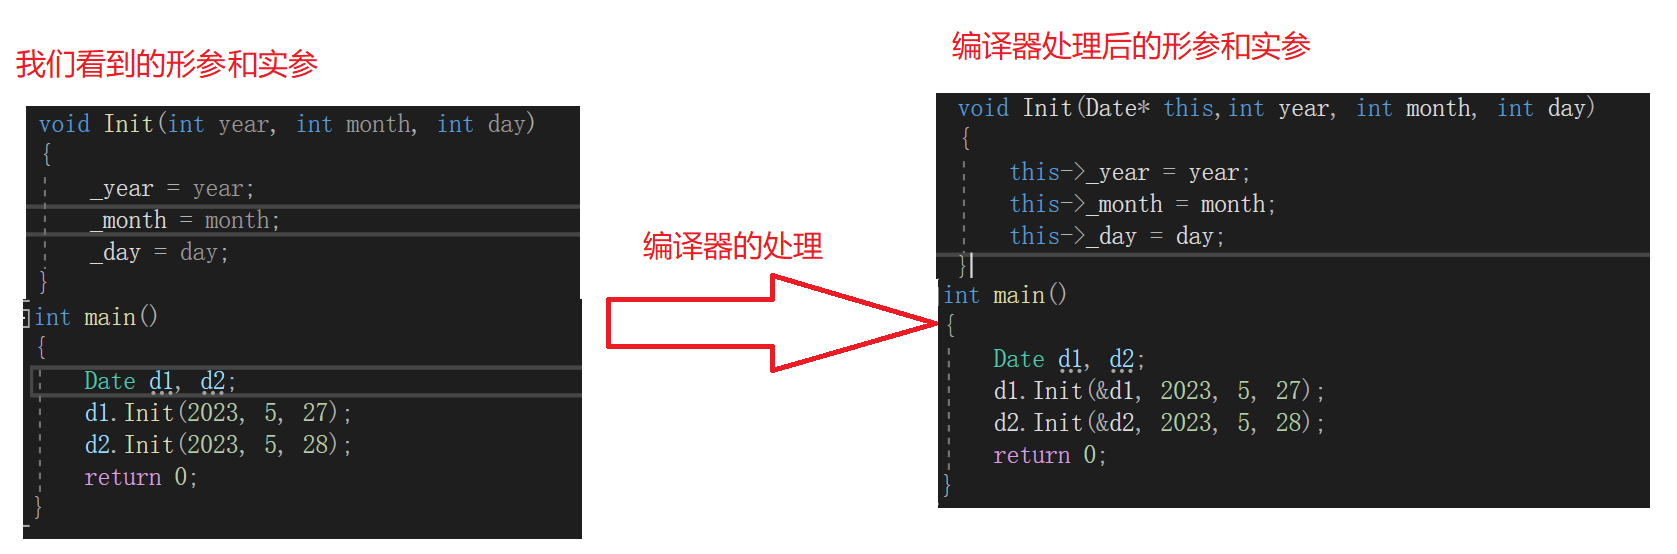 我们看到的形参和实参
void Init(int year, int month, int day)
{
_year = year;
_month = month;
_day = day;
}
int main()
{
Date d1, d2;
d1.Init(2023, 5, 27);
d2.Init(2023, 5, 28);
return 0;
}
编译器的处理
编译器处理后的形参和实参
void Init(Date* this,int year, int month, int day)
{
this->_year = year;
this->_month = month;
this->_day = day;
}
int main()
{
Date d1, d2;
d1.Init(&d1, 2023, 5, 27);
d2.Init(&d2, 2023, 5, 28);
return 0;
}